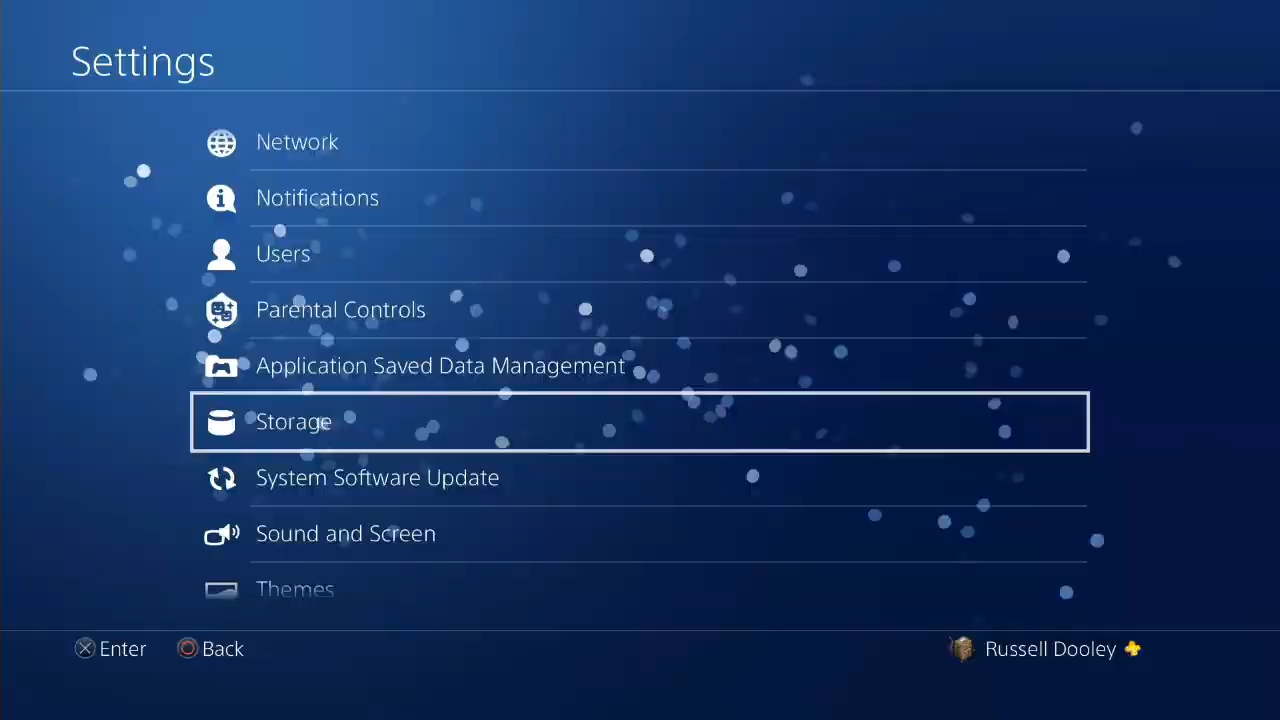 Settings
Network
Notifications
Users
Parental Controls
Application Saved Data Management
Storage
System Software Update
Sound and Screen
Themes
Enter Back Russell Dooley